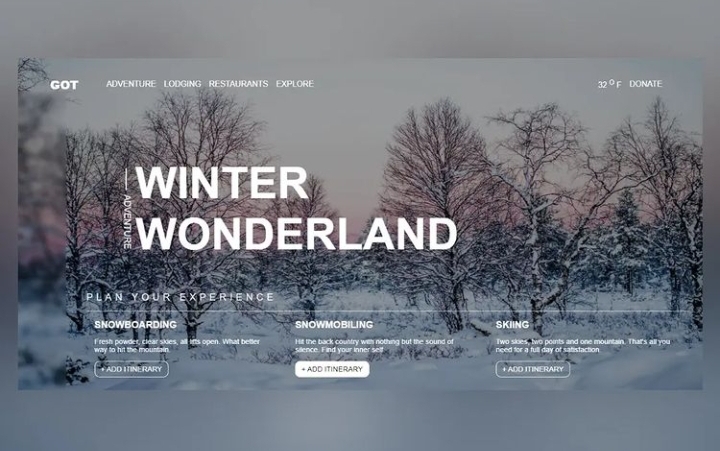 GOT
ADVENTURE LODGING RESTAURANTS EXPLORE
32 O F DONATE
— ADVENTURE
WINTER
WONDERLAND
PLAN YOUR EXPERIENCE
SNOWBOARDING
Fresh powder, clear skies, all lifts open. What better
way to hit the mountain.
+ ADD ITINERARY
SNOWMOBILING
Hit the back country with nothing but the sound of
silence. Find your inner self
+ ADD ITINERARY
SKIING
Two skies, two points and one mountain. That's all you
need for a full day of satisfaction
+ ADD ITINERARY